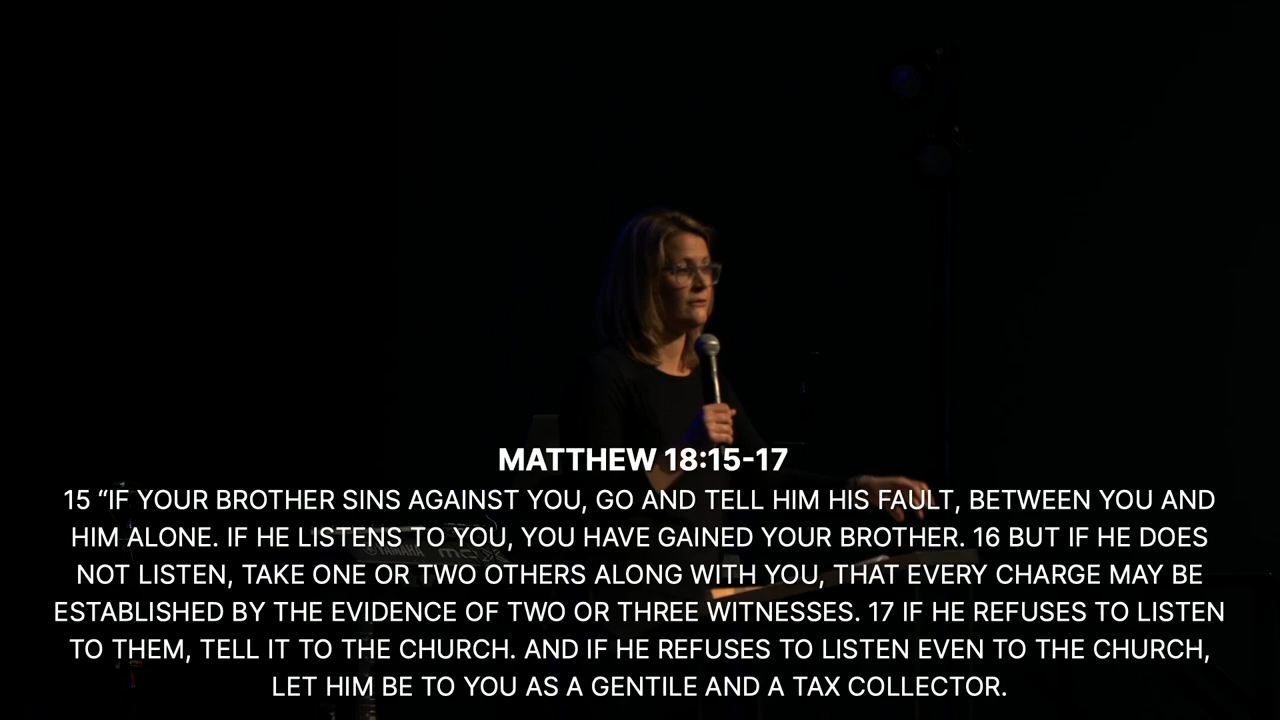 MATTHEW 18:15-17
15 “IF YOUR BROTHER SINS AGAINST YOU, GO AND TELL HIM HIS FAULT, BETWEEN YOU AND
HIM ALONE. IF HE LISTENS TO YOU, YOU HAVE GAINED YOUR BROTHER. 16 BUT IF HE DOES
NOT LISTEN, TAKE ONE OR TWO OTHERS ALONG WITH YOU, THAT EVERY CHARGE MAY BE
ESTABLISHED BY THE EVIDENCE OF TWO OR THREE WITNESSES. 17 IF HE REFUSES TO LISTEN
TO THEM, TELL IT TO THE CHURCH. AND IF HE REFUSES TO LISTEN EVEN TO THE CHURCH,
LET HIM BE TO YOU AS A GENTILE AND A TAX COLLECTOR.
YAMAHA